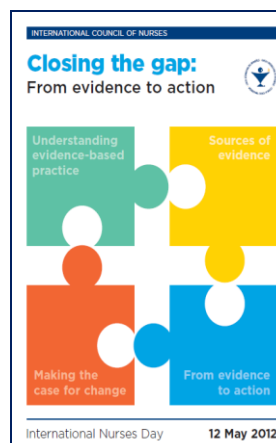 INTERNATIONAL COUNCIL OF NURSES
Closing the gap:
From evidence to action
Understanding
evidence-based
practice
Sources of
evidence
Making the
case for change
From evidence
to action
International Nurses Day
12 May 2012